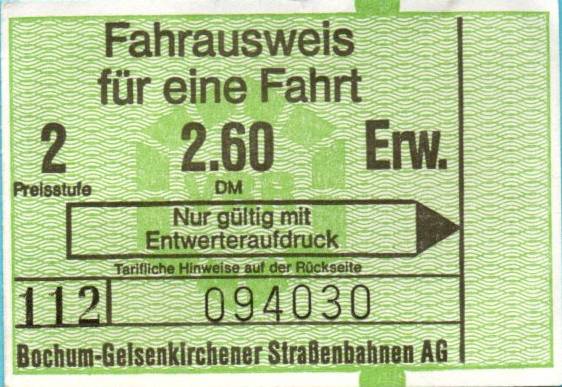 Fahrausweis
für eine Fahrt
2 2.60 Erw.
Preisstufe DM
Nur gültig mit
Entwerteraufdruck
Tarifliche Hinweise auf der Rückseite
112 094030
Bochum-Gelsenkirchener Straßenbahnen AG